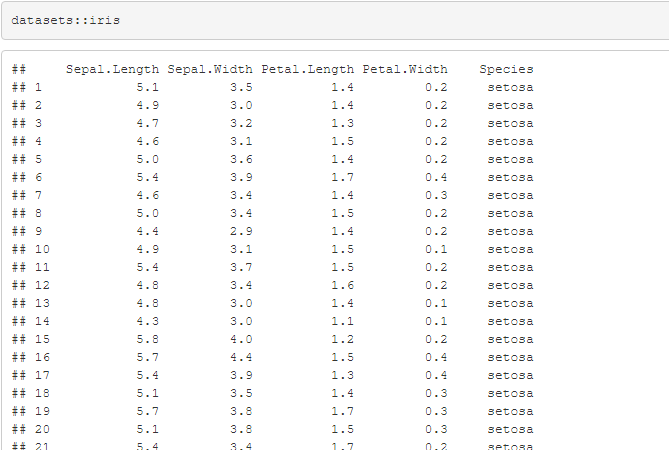 datasets::iris
##     Sepal.Length Sepal.Width Petal.Length Petal.Width    Species
## 1            5.1         3.5          1.4         0.2     setosa
## 2            4.9         3.0          1.4         0.2     setosa
## 3            4.7         3.2          1.3         0.2     setosa
## 4            4.6         3.1          1.5         0.2     setosa
## 5            5.0         3.6          1.4         0.2     setosa
## 6            5.4         3.9          1.7         0.4     setosa
## 7            4.6         3.4          1.4         0.3     setosa
## 8            5.0         3.4          1.5         0.2     setosa
## 9            4.4         2.9          1.4         0.2     setosa
## 10           4.9         3.1          1.5         0.1     setosa
## 11           5.4         3.7          1.5         0.2     setosa
## 12           4.8         3.4          1.6         0.2     setosa
## 13           4.8         3.0          1.4         0.1     setosa
## 14           4.3         3.0          1.1         0.1     setosa
## 15           5.8         4.0          1.2         0.2     setosa
## 16           5.7         4.4          1.5         0.4     setosa
## 17           5.4         3.9          1.3         0.4     setosa
## 18           5.1         3.5          1.4         0.3     setosa
## 19           5.7         3.8          1.7         0.3     setosa
## 20           5.1         3.8          1.5         0.3     setosa
## 21           5.4         3.4          1.7         0.2     setosa